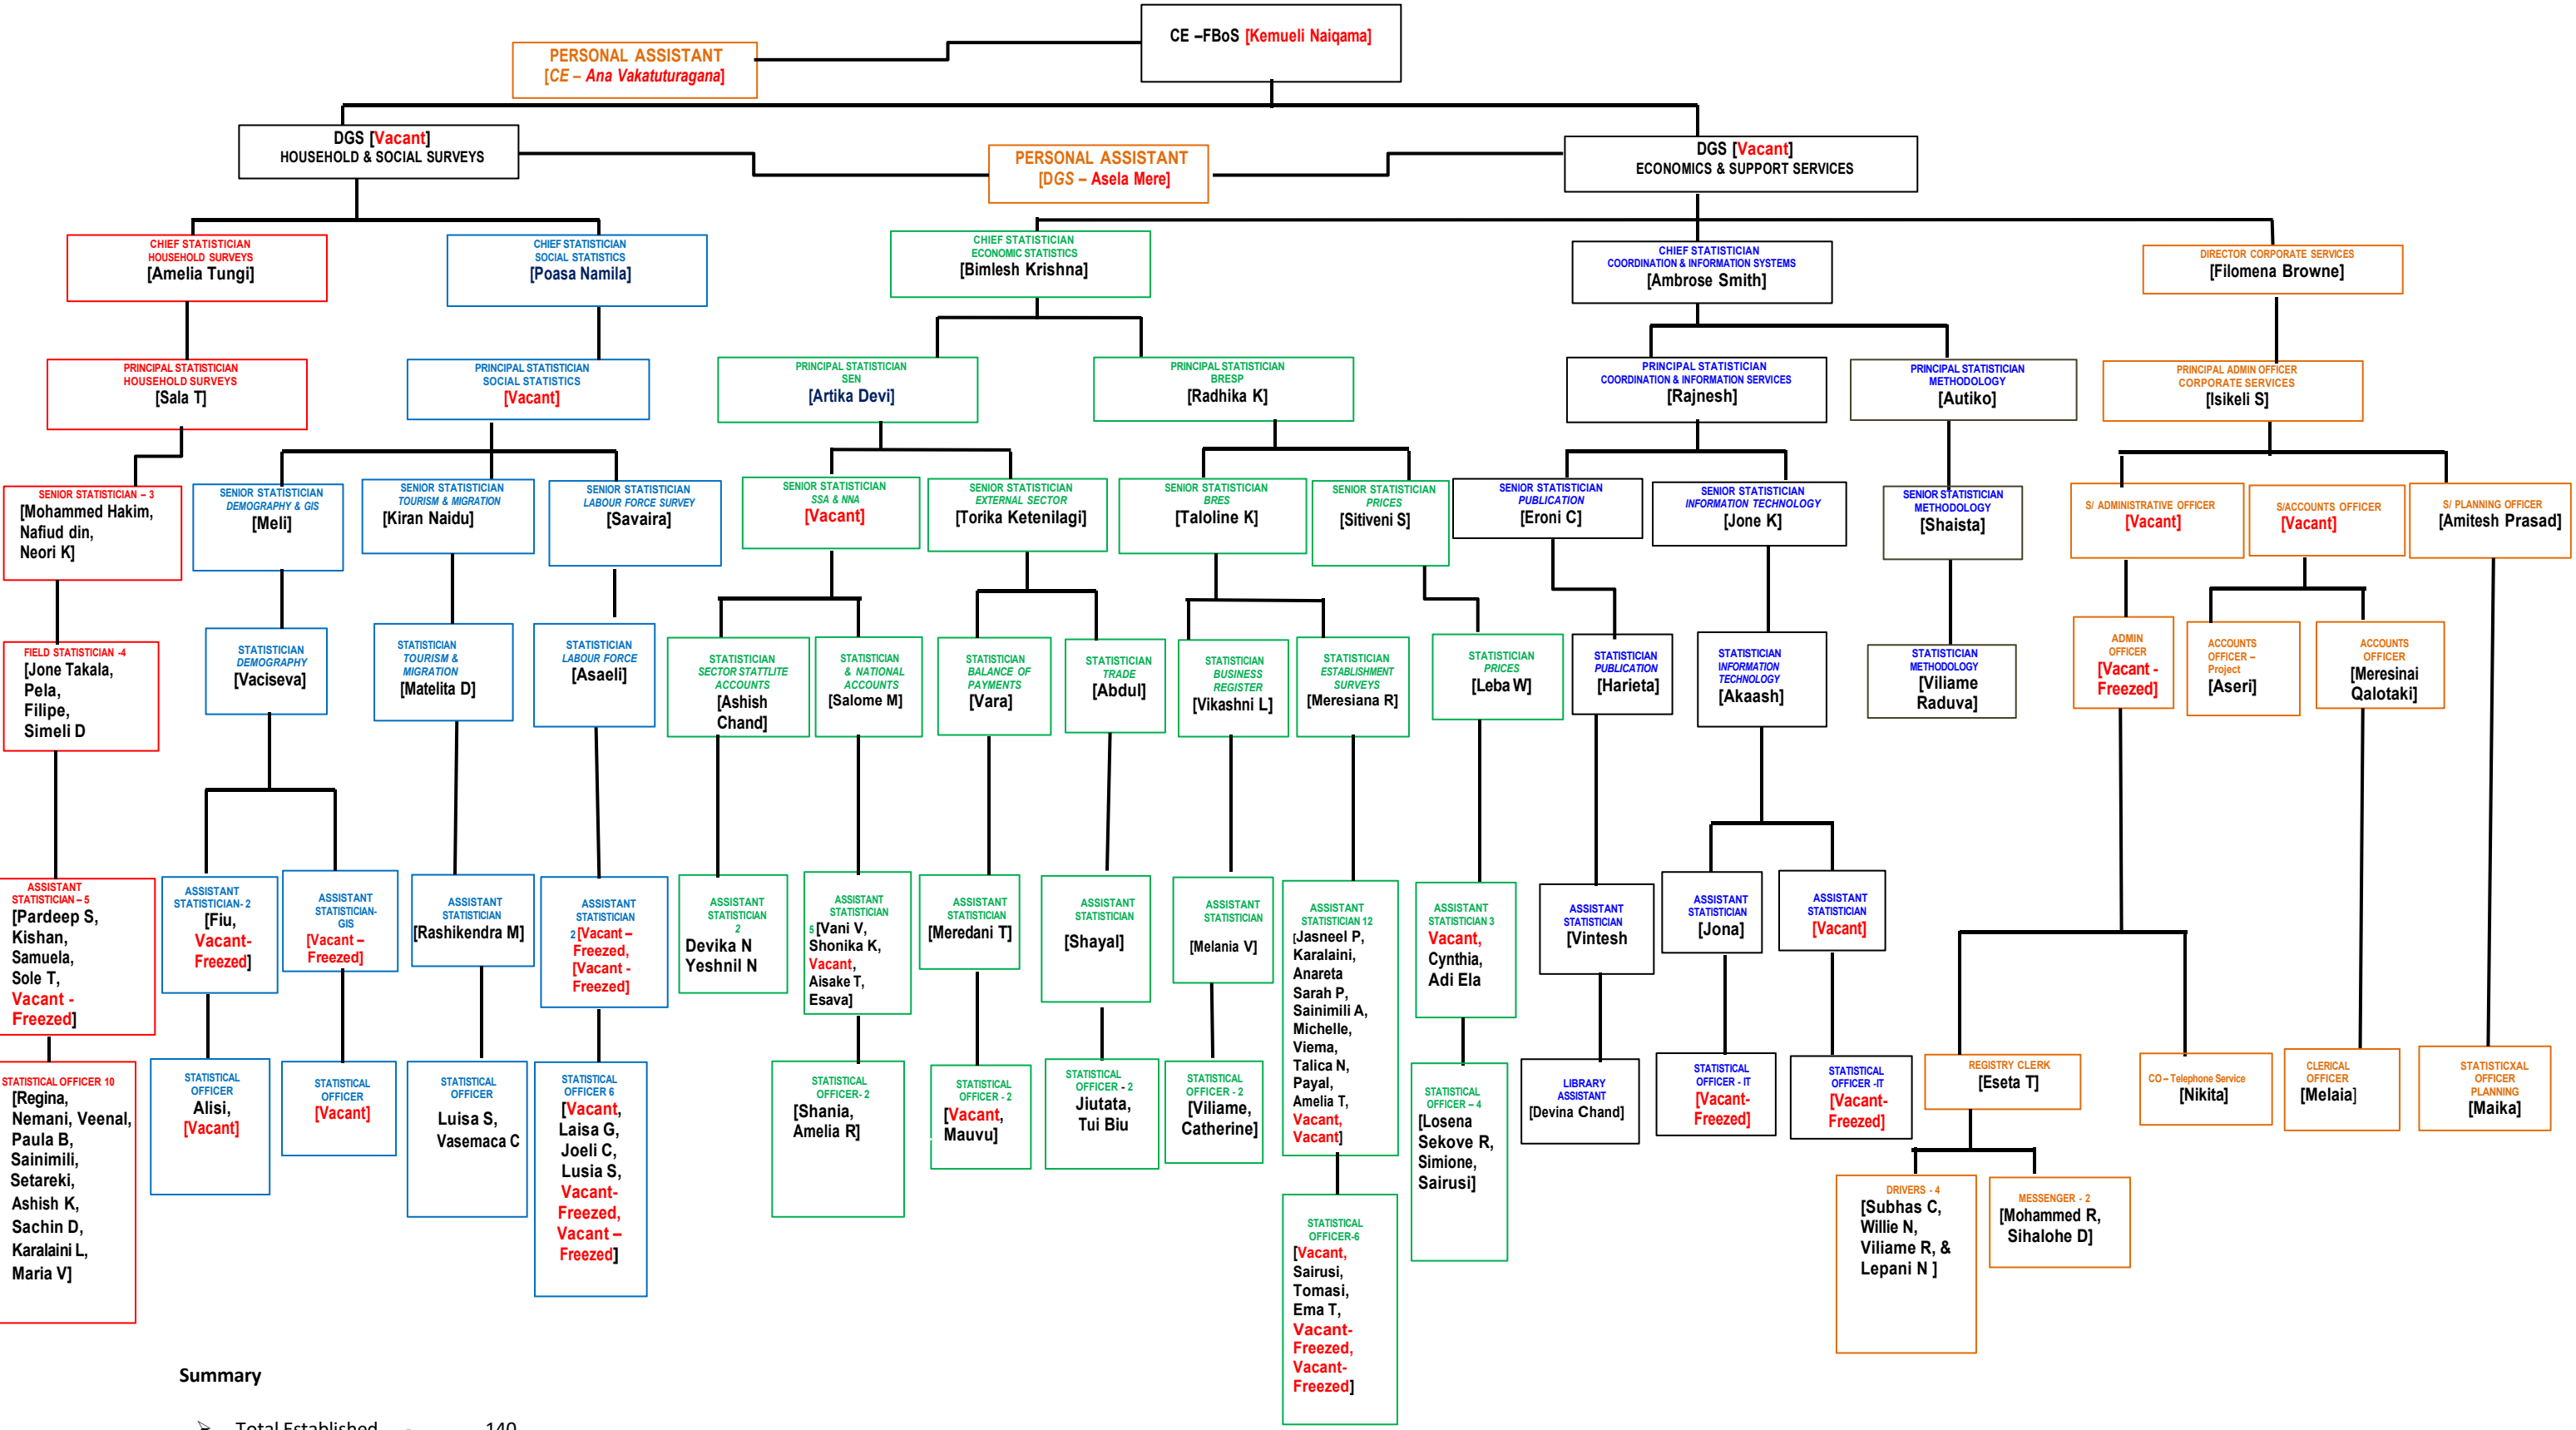 CE –FBoS [Kemueli Naiqama]
PERSONAL ASSISTANT
[CE – Ana Vakatuturagana]
DGS [Vacant]
HOUSEHOLD & SOCIAL SURVEYS
PERSONAL ASSISTANT
[DGS – Asela Mere]
DGS [Vacant]
ECONOMICS & SUPPORT SERVICES
CHIEF STATISTICIAN
HOUSEHOLD SURVEYS
[Amelia Tungi]
CHIEF STATISTICIAN
SOCIAL STATISTICS
[Poasa Namila]
CHIEF STATISTICIAN
ECONOMIC STATISTICS
[Bimlesh Krishna]
CHIEF STATISTICIAN
COORDINATION & INFORMATION SYSTEMS
[Ambrose Smith]
DIRECTOR CORPORATE SERVICES
[Filomena Browne]
PRINCIPAL STATISTICIAN
HOUSEHOLD SURVEYS
[Sala T]
PRINCIPAL STATISTICIAN
SOCIAL STATISTICS
[Vacant]
PRINCIPAL STATISTICIAN
SEN
[Artika Devi]
PRINCIPAL STATISTICIAN
BRESP
[Radhika K]
PRINCIPAL STATISTICIAN
COORDINATION & INFORMATION SERVICES
[Rajnesh]
PRINCIPAL STATISTICIAN
METHODOLOGY
[Autiko]
PRINCIPAL ADMIN OFFICER
CORPORATE SERVICES
[Isikeli S]
SENIOR STATISTICIAN – 3
[Mohammed Hakim,
Nafiud din,
Neori K]
SENIOR STATISTICIAN
DEMOGRAPHY & GIS
[Meli]
SENIOR STATISTICIAN
TOURISM & MIGRATION
[Kiran Naidu]
SENIOR STATISTICIAN
LABOUR FORCE SURVEY
[Savaira]
SENIOR STATISTICIAN
SSA & NNA
[Vacant]
SENIOR STATISTICIAN
EXTERNAL SECTOR
[Torika Ketenilagi]
SENIOR STATISTICIAN
BRES
[Taloline K]
SENIOR STATISTICIAN
PRICES
[Sitiveni S]
SENIOR STATISTICIAN
PUBLICATION
[Eroni C]
SENIOR STATISTICIAN
INFORMATION TECHNOLOGY
[Jone K]
SENIOR STATISTICIAN
METHODOLOGY
[Shaista]
S/ ADMINISTRATIVE OFFICER
[Vacant]
S/ACCOUNTS OFFICER
[Vacant]
S/ PLANNING OFFICER
[Amitesh Prasad]
FIELD STATISTICIAN -4
[Jone Takala,
Pela,
Filipe,
Simeli D
STATISTICIAN
DEMOGRAPHY
[Vaciseva]
STATISTICIAN
TOURISM &
MIGRATION
[Matelita D]
STATISTICIAN
LABOUR FORCE
[Asaeli]
STATISTICIAN
SECTOR STATTLITE
ACCOUNTS
[Ashish
Chand]
STATISTICIAN
& NATIONAL
ACCOUNTS
[Salome M]
STATISTICIAN
BALANCE OF
PAYMENTS
[Vara]
STATISTICIAN
TRADE
[Abdul]
STATISTICIAN
BUSINESS
REGISTER
[Vikashni L]
STATISTICIAN
ESTABLISHMENT
SURVEYS
[Meresiana R]
STATISTICIAN
PRICES
[Leba W]
STATISTICIAN
PUBLICATION
[Harieta]
STATISTICIAN
INFORMATION
TECHNOLOGY
[Akaash]
STATISTICIAN
METHODOLOGY
[Viliame
Raduva]
ADMIN
OFFICER
[Vacant -
Freezed]
ACCOUNTS
OFFICER –
Project
[Aseri]
ACCOUNTS
OFFICER
[Meresinai
Qalotaki]
ASSISTANT
STATISTICIAN – 5
[Pardeep S,
Kishan,
Samuela,
Sole T,
Vacant -
Freezed]
ASSISTANT
STATISTICIAN- 2
[Fiu,
Vacant-
Freezed]
ASSISTANT
STATISTICIAN-
GIS
[Vacant –
Freezed]
ASSISTANT
STATISTICIAN
[Rashikendra M]
ASSISTANT
STATISTICIAN
2 [Vacant –
Freezed,
[Vacant -
Freezed]
ASSISTANT
STATISTICIAN
2
Devika N
Yeshnil N
ASSISTANT
STATISTICIAN
5 [Vani V,
Shonika K,
Vacant,
Aisake T,
Esava]
ASSISTANT
STATISTICIAN
[Meredani T]
ASSISTANT
STATISTICIAN
[Shayal]
ASSISTANT
STATISTICIAN
[Melania V]
ASSISTANT
STATISTICIAN 12
[Jasneel P,
Karalaini,
Anareta
Sarah P,
Sainimili A,
Michelle,
Viema,
Talica N,
Payal,
Amelia T,
Vacant,
Vacant]
ASSISTANT
STATISTICIAN 3
Vacant,
Cynthia,
Adi Ela
ASSISTANT
STATISTICIAN
[Vintesh
ASSISTANT
STATISTICIAN
[Jona]
ASSISTANT
STATISTICIAN
[Vacant]
STATISTICAL OFFICER 10
[Regina,
Nemani, Veenal,
Paula B,
Sainimili,
Setareki,
Ashish K,
Sachin D,
Karalaini L,
Maria V]
STATISTICAL
OFFICER
Alisi,
[Vacant]
STATISTICAL
OFFICER
[Vacant]
STATISTICAL
OFFICER
Luisa S,
Vasemaca C
STATISTICAL
OFFICER 6
[Vacant,
Laisa G,
Joeli C,
Lusia S,
Vacant-
Freezed,
Vacant –
Freezed]
STATISTICAL
OFFICER- 2
[Shania,
Amelia R]
STATISTICAL
OFFICER - 2
[Vacant,
Mauvu]
STATISTICAL
OFFICER - 2
Jiutata,
Tui Biu
STATISTICAL
OFFICER - 2
[Viliame,
Catherine]
STATISTICAL
OFFICER-6
[Vacant,
Sairusi,
Tomasi,
Ema T,
Vacant-
Freezed,
Vacant-
Freezed]
STATISTICAL
OFFICER – 4
[Losena
Sekove R,
Simione,
Sairusi]
LIBRARY
ASSISTANT
[Devina Chand]
STATISTICAL
OFFICER - IT
[Vacant-
Freezed]
STATISTICAL
OFFICER -IT
[Vacant-
Freezed]
REGISTRY CLERK
[Eseta T]
CO – Telephone Service
[Nikita]
CLERICAL
OFFICER
[Melaia]
STATISTICXAL
OFFICER
PLANNING
[Maika]
DRIVERS - 4
[Subhas C,
Willie N,
Viliame R, &
Lepani N ]
MESSENGER - 2
[Mohammed R,
Sihalohe D]
Summary
➢ Total Established - 140